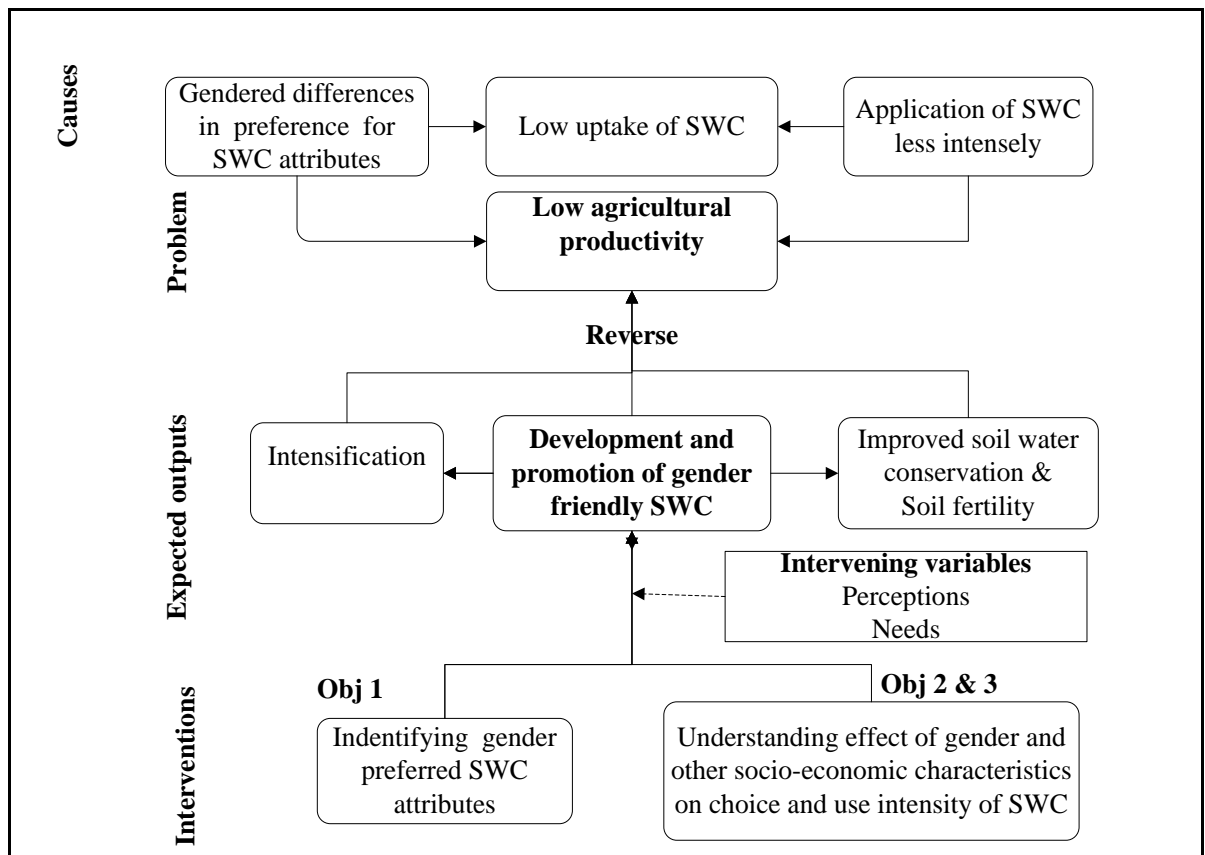 Causes
Gendered differences
in preference for
SWC attributes
Low uptake of SWC
Application of SWC
less intensely
Problem
Low agricultural
productivity
Reverse
Expected outputs
Intensification
Development and
promotion of gender
friendly SWC
Improved soil water
conservation &
Soil fertility
Intervening variables
Perceptions
Needs
Interventions
Obj 1
Obj 2 & 3
Indentifying gender
preferred SWC
attributes
Understanding effect of gender and
other socio-economic characteristics
on choice and use intensity of SWC